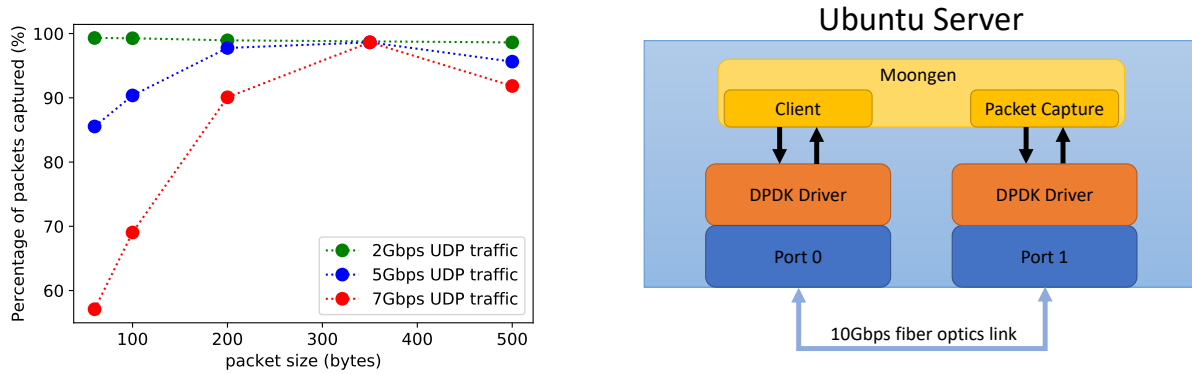 Percentage of packets captured (%)
100
90
80
70
60
100
200
300
400
500
packet size (bytes)
2Gbps UDP traffic
5Gbps UDP traffic
7Gbps UDP traffic
Ubuntu Server
Moongen
Client
Packet Capture
DPDK Driver
DPDK Driver
Port 0
Port 1
10Gbps fiber optics link